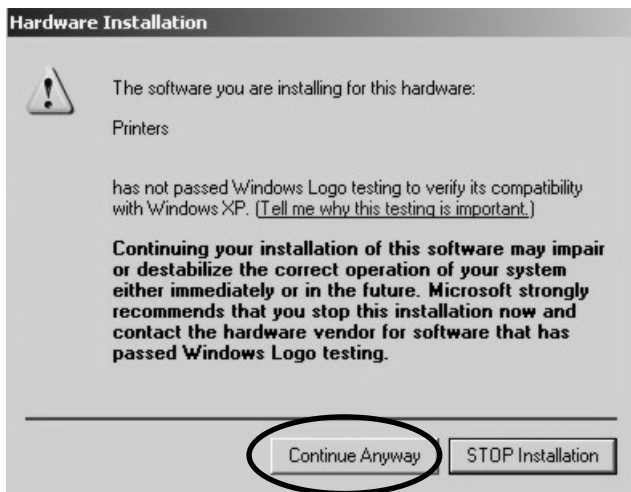 Hardware Installation
The software you are installing for this hardware:
Printers
has not passed Windows Logo testing to verify its compatibility
with Windows XP. (Tell me why this testing is important.)
Continuing your installation of this software may impair
or destabilize the correct operation of your system
either immediately or in the future. Microsoft strongly
recommends that you stop this installation now and
contact the hardware vendor for software that has
passed Windows Logo testing.
Continue Anyway STOP Installation